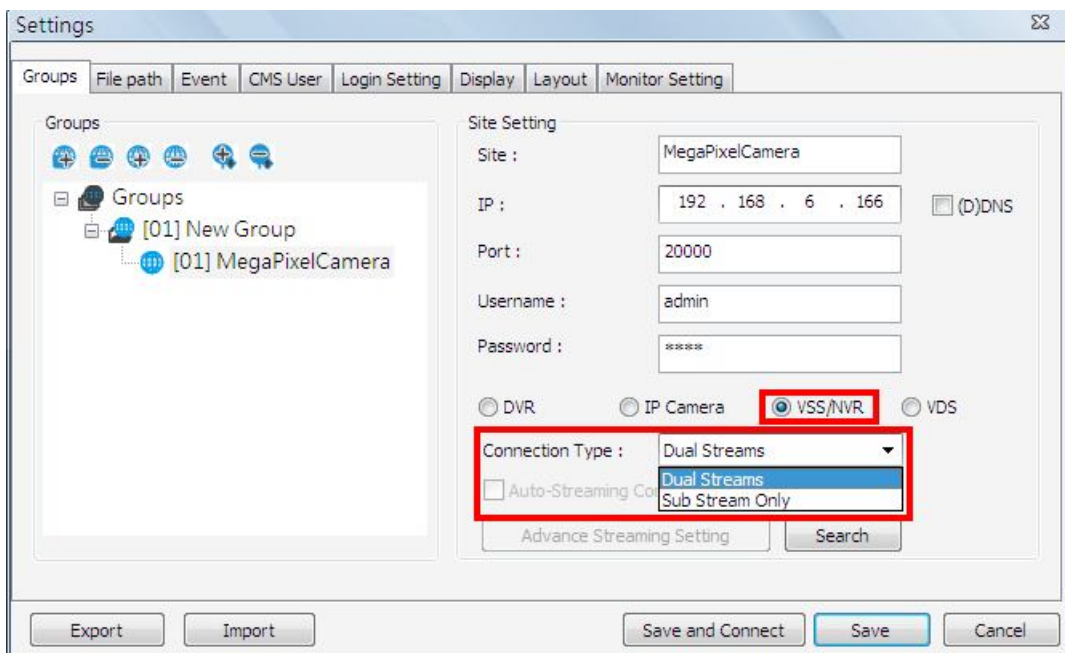 Settings
Groups File path Event CMS User Login Setting Display Layout Monitor Setting
Groups
Groups
[01] New Group
[01] MegaPixelCamera
Site Setting
Site : MegaPixelCamera
IP : 192 . 168 . 6 . 166 (D)DNS
Port : 20000
Username : admin
Password : ****
DVR IP Camera VSS/NVR VDS
Connection Type : Dual Streams
Dual Streams
Auto-Streaming Co
Sub Stream Only
Advance Streaming Setting Search
Export Import Save and Connect Save Cancel